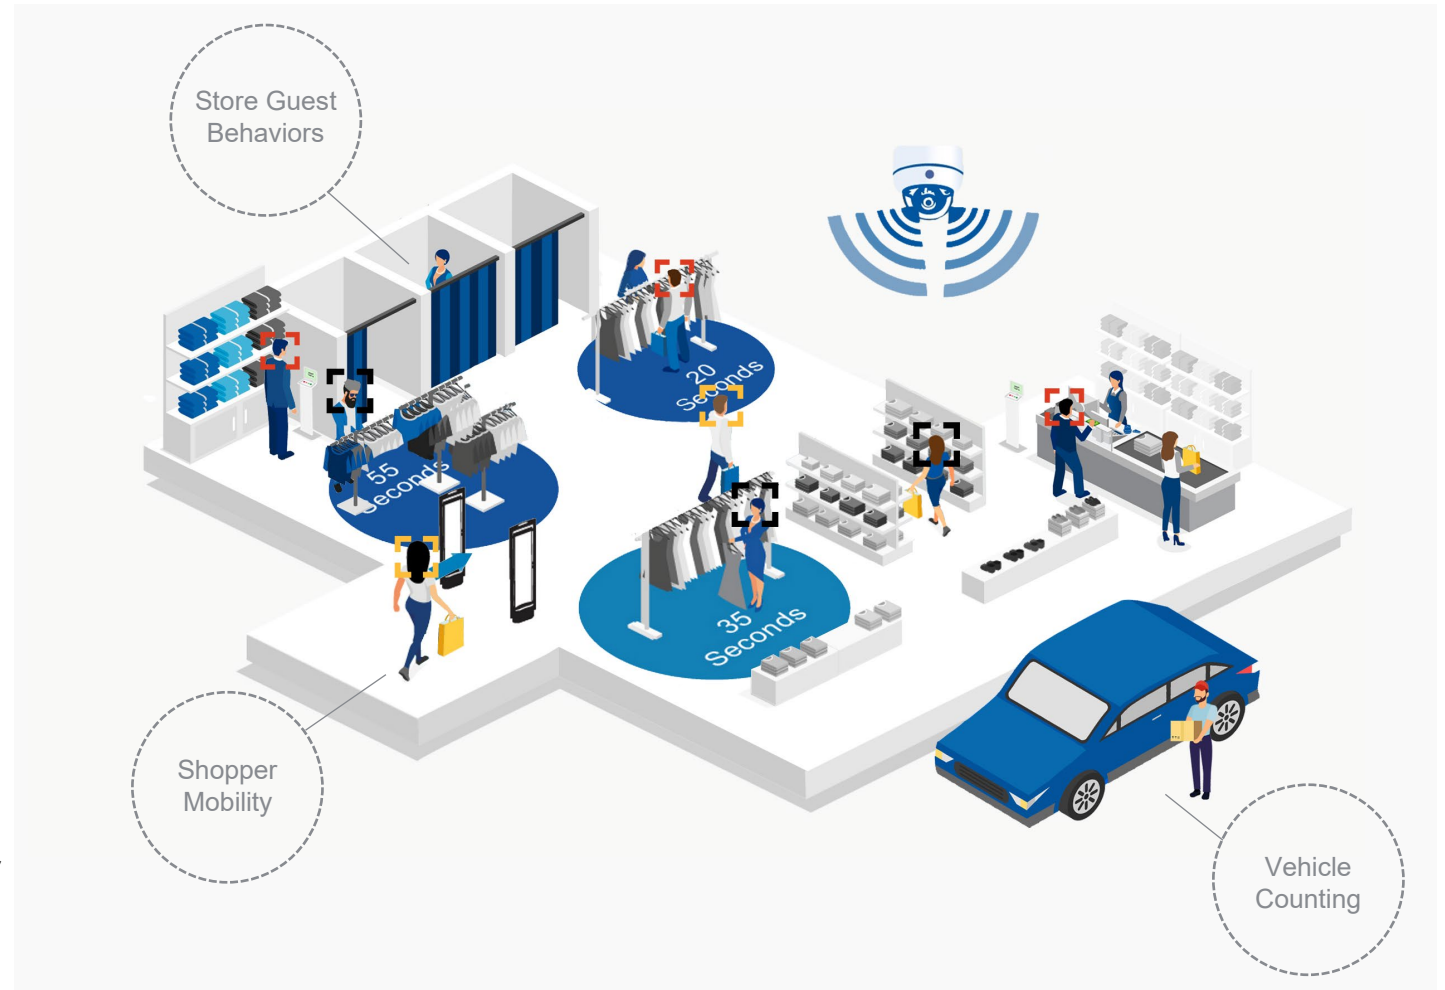 Store Guest
Behaviors
20
Seconds
55
Seconds
35
Seconds
Shopper
Mobility
Vehicle
Counting